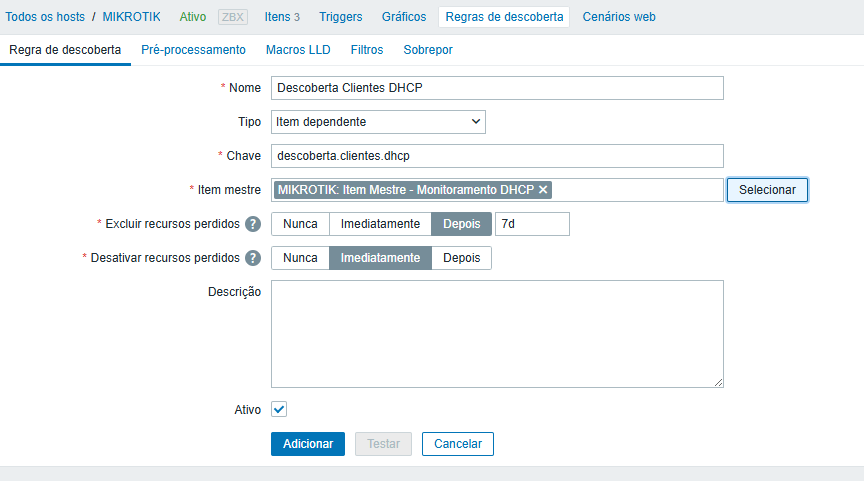 Todos os hosts / MIKROTIK Ativo ZBX Itens 3 Triggers Gráficos Regras de descoberta Cenários web
Regra de descoberta Pré-processamento Macros LLD Filtros Sobrepor
* Nome Descoberta Clientes DHCP
Tipo Item dependente
* Chave descoberta.clientes.dhcp
* Item mestre MIKROTIK: Item Mestre - Monitoramento DHCP ✕ Selecionar
* Excluir recursos perdidos ? Nunca Imediatamente Depois 7d
* Desativar recursos perdidos ? Nunca Imediatamente Depois
Descrição
Ativo
Adicionar Testar Cancelar